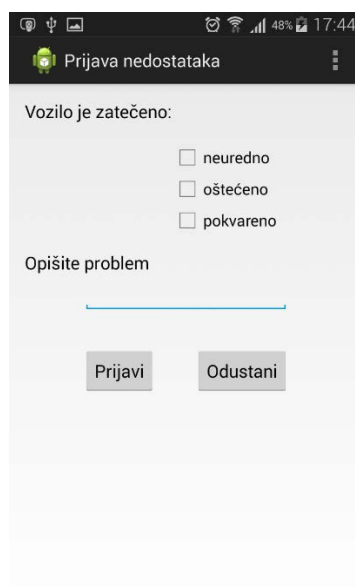 48% 17:44
Prijava nedostataka
Vozilo je zatečeno:
neuredno
oštećeno
pokvareno
Opišite problem
Prijavi Odustani